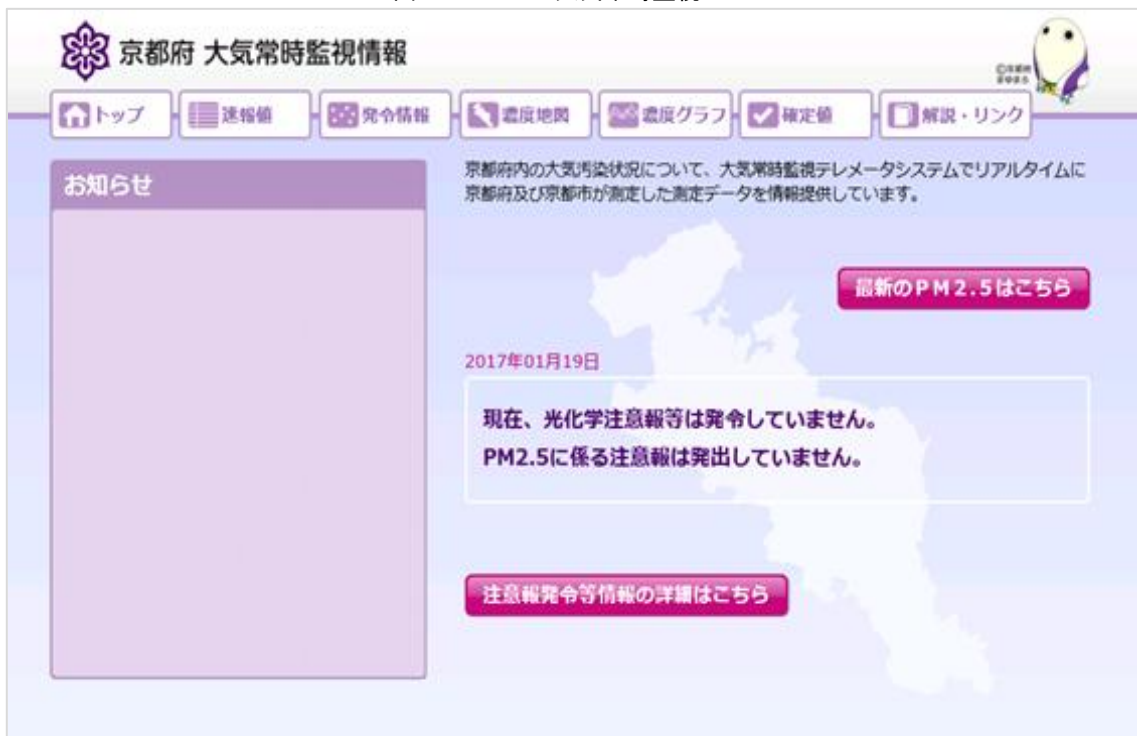 京都府 大気常時監視情報
©京都府
まゆまろ
トップ
速報値
発令情報
濃度地図
濃度グラフ
確定値
解説・リンク
お知らせ
京都府内の大気汚染状況について、大気常時監視テレメータシステムでリアルタイムに
京都府及び京都市が測定した測定データを情報提供しています。
最新のPM2.5はこちら
2017年01月19日
現在、光化学注意報等は発令していません。
PM2.5に係る注意報は発出していません。
注意報発令等情報の詳細はこちら